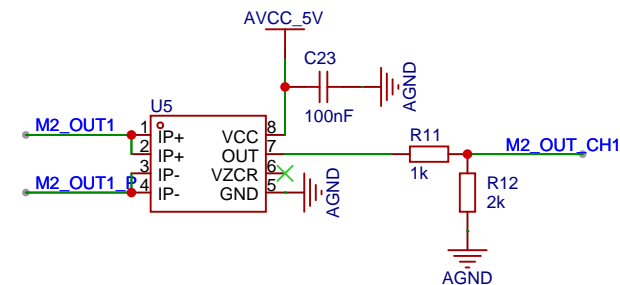 AVCC_5V
C23
100nF
AGND
U5
M2_OUT1
M2_OUT1_P
1 IP+
2 IP+
3 IP-
4 IP-
VCC 8
OUT 7
VZCR 6
GND 5
AGND
R11
1k
M2_OUT_CH1
R12
2k
AGND